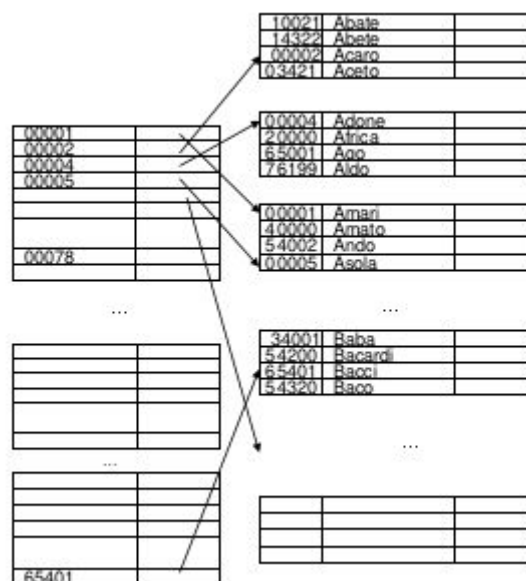 10021 Abate
14322 Abete
00002 Acaro
03421 Aceto
00004 Adone
20000 Africa
65001 Ago
76199 Aldo
00001 Amari
40000 Amato
54002 Ando
00005 Asola
...
34001 Baba
54200 Bacardi
65401 Bacci
54320 Baco
...
00001
00002
00004
00005
00078
...
...
65401